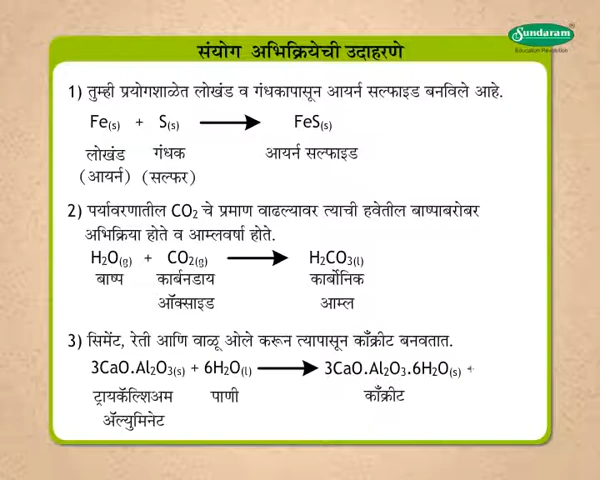 Sundaram
Education Revolution
संयोग अभिक्रियेची उदाहरणे
1) तुम्ही प्रयोगशाळेत लोखंड व गंधकापासून आयर्न सल्फाइड बनविले आहे.
Fe(s) + S(s) ⟶ FeS(s)
लोखंड गंधक आयर्न सल्फाइड
(आयर्न) (सल्फर)
2) पर्यावरणातील CO₂ चे प्रमाण वाढल्यावर त्याची हवेतील बाष्पाबरोबर
अभिक्रिया होते व आम्लवर्षा होते.
H₂O(g) + CO₂(g) ⟶ H₂CO₃(l)
बाष्प कार्बनडाय कार्बोनिक
ऑक्साइड आम्ल
3) सिमेंट, रेती आणि वाळू ओले करून त्यापासून काँक्रीट बनवतात.
3CaO.Al₂O₃(s) + 6H₂O(l) ⟶ 3CaO.Al₂O₃.6H₂O(s) +
ट्रायकॅल्शिअम पाणी काँक्रीट
ॲल्युमिनेट